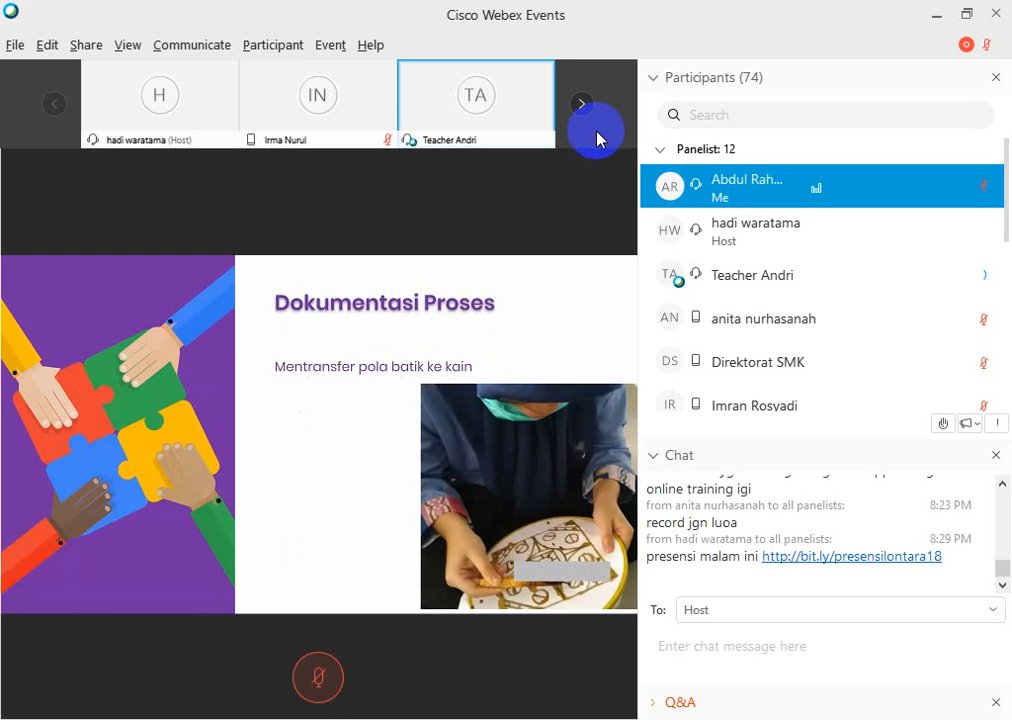 Cisco Webex Events
File Edit Share View Communicate Participant Event Help
H
IN
TA
hadi waratama (Host)
Irma Nurul
Teacher Andri
Dokumentasi Proses
Mentransfer pola batik ke kain
Participants (74)
Search
Panelist: 12
AR Abdul Rah...
Me
HW hadi waratama
Host
TA Teacher Andri
AN anita nurhasanah
DS Direktorat SMK
IR Imran Rosyadi
Chat
online training igi
from anita nurhasanah to all panelists: 8:23 PM
record jgn luoa
from hadi waratama to all panelists: 8:29 PM
presensi malam ini http://bit.ly/presensilontara18
To: Host
Enter chat message here
Q&A